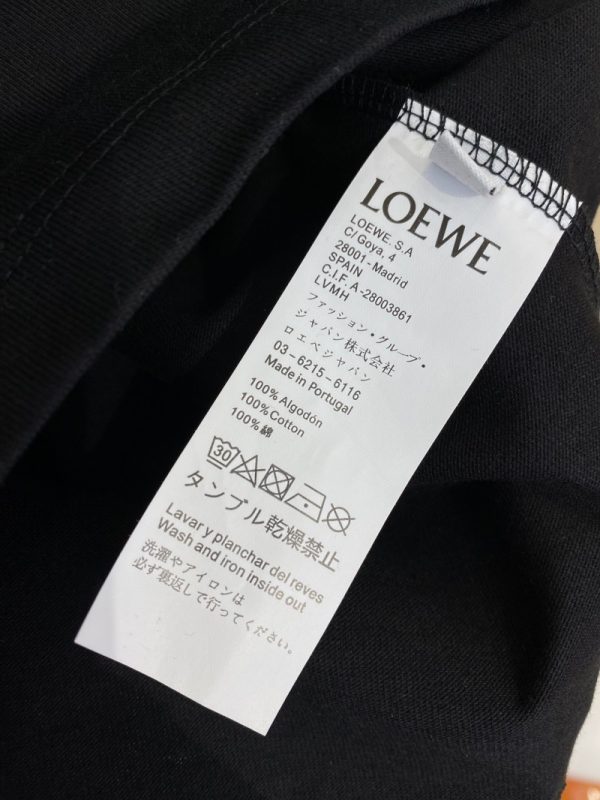 LOEWE
LOEWE. S.A
C/Goya, 4
28001 - Madrid
SPAIN
C.I.F. A-28003861
LVMH
ファッション・グループ・
ジャパン株式会社
ロエベジャパン
03-6215-6116
Made in Portugal
100% Algodón
100% Cotton
100% 綿
30
タンブル乾燥禁止
Lavar y planchar del reves
Wash and iron inside out
洗濯やアイロンは
必ず裏返しで行ってください。